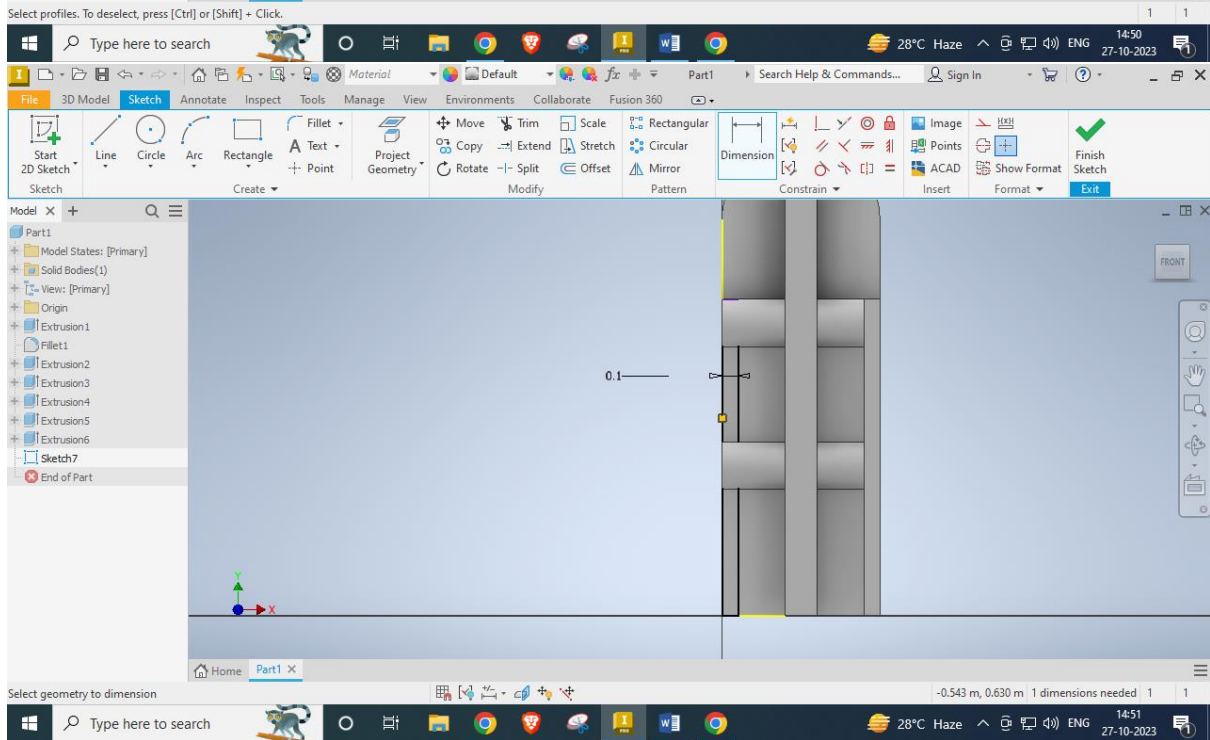 Select profiles. To deselect, press [Ctrl] or [Shift] + Click. 1 1
Type here to search 28°C Haze ENG 14:50
27-10-2023
Material Default fx Part1 Search Help & Commands... Sign In
File 3D Model Sketch Annotate Inspect Tools Manage View Environments Collaborate Fusion 360
Start 2D Sketch
Line
Circle
Arc
Rectangle
Fillet
Text
Point
Project Geometry
Move Trim Scale
Copy Extend Stretch
Rotate Split Offset
Rectangular
Circular
Mirror
Dimension
Image
Points
ACAD
Show Format
Finish Sketch
Sketch Create Modify Pattern Constrain Insert Format Exit
Model
Part1
Model States: [Primary]
Solid Bodies(1)
View: [Primary]
Origin
Extrusion1
Fillet1
Extrusion2
Extrusion3
Extrusion4
Extrusion5
Extrusion6
Sketch7
End of Part
FRONT
0.1
Y
X
Home Part1
Select geometry to dimension -0.543 m, 0.630 m 1 dimensions needed 1 1
Type here to search 28°C Haze ENG 14:51
27-10-2023